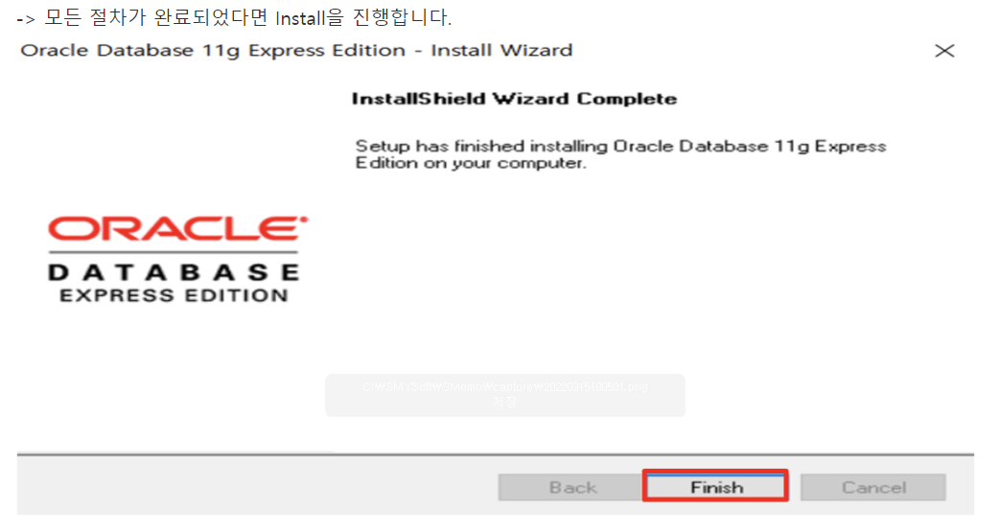 -> 모든 절차가 완료되었다면 Install을 진행합니다.
Oracle Database 11g Express Edition - Install Wizard
InstallShield Wizard Complete
Setup has finished installing Oracle Database 11g Express
Edition on your computer.
ORACLE
DATABASE
EXPRESS EDITION
저장
Back
Finish
Cancel